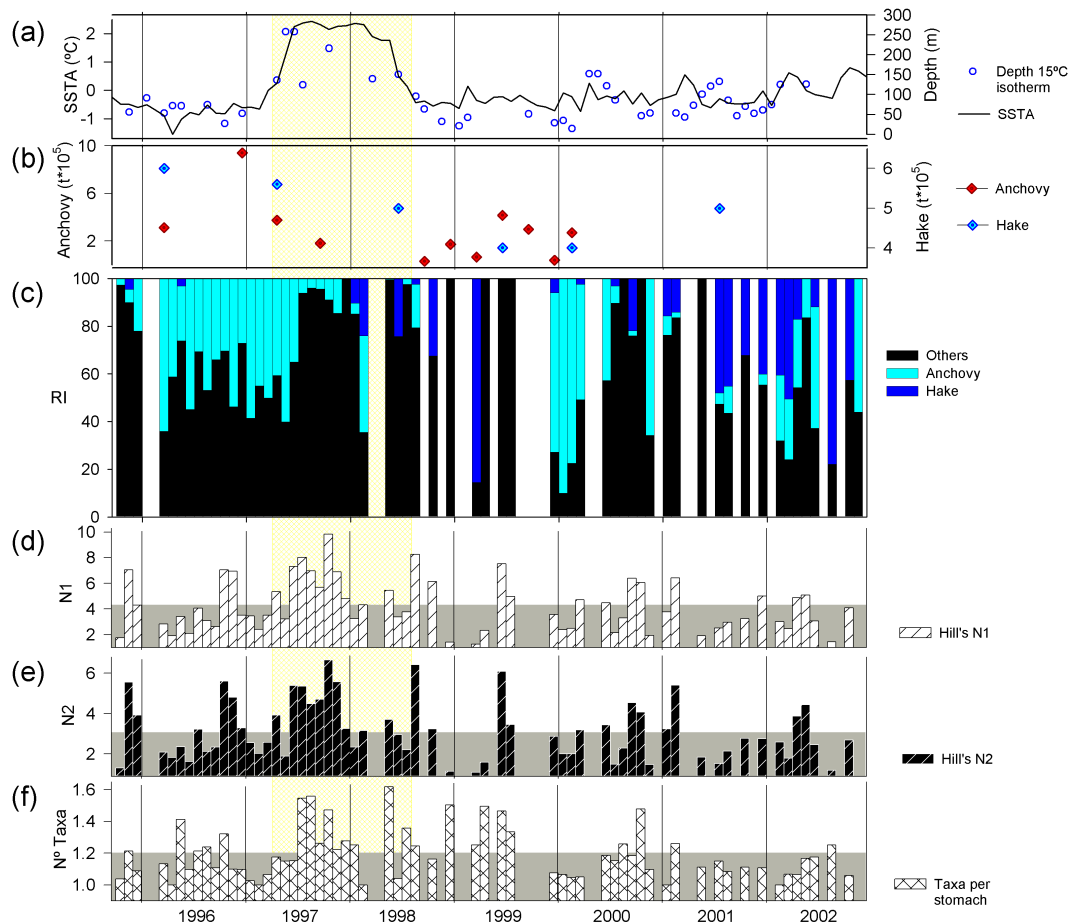 (a)
SSTA (ºC)
2
1
0
-1
300
250
200
150
100
50
0
Depth (m)
Depth 15ºC
isotherm
SSTA
(b)
Anchovy (t*10⁵)
10
6
2
6
5
4
Hake (t*10⁵)
Anchovy
Hake
(c)
RI
100
80
60
40
20
0
Others
Anchovy
Hake
(d)
N1
10
8
6
4
2
Hill's N1
(e)
N2
6
4
2
Hill's N2
(f)
Nº Taxa
1.6
1.4
1.2
1.0
Taxa per
stomach
1996 1997 1998 1999 2000 2001 2002